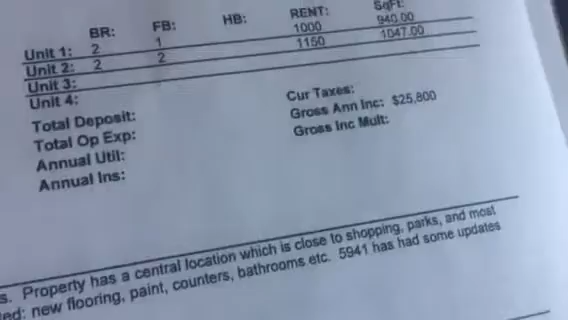 BR: FB: HB: RENT: SqFt:
Unit 1: 2 1 1000 940.00
Unit 2: 2 2 1150 1047.00
Unit 3:
Unit 4:
Total Deposit: Cur Taxes:
Total Op Exp: Gross Ann Inc: $25,800
Annual Util: Gross Inc Mult:
Annual Ins:
s. Property has a central location which is close to shopping, parks, and most
ed: new flooring, paint, counters, bathrooms etc. 5941 has had some updates